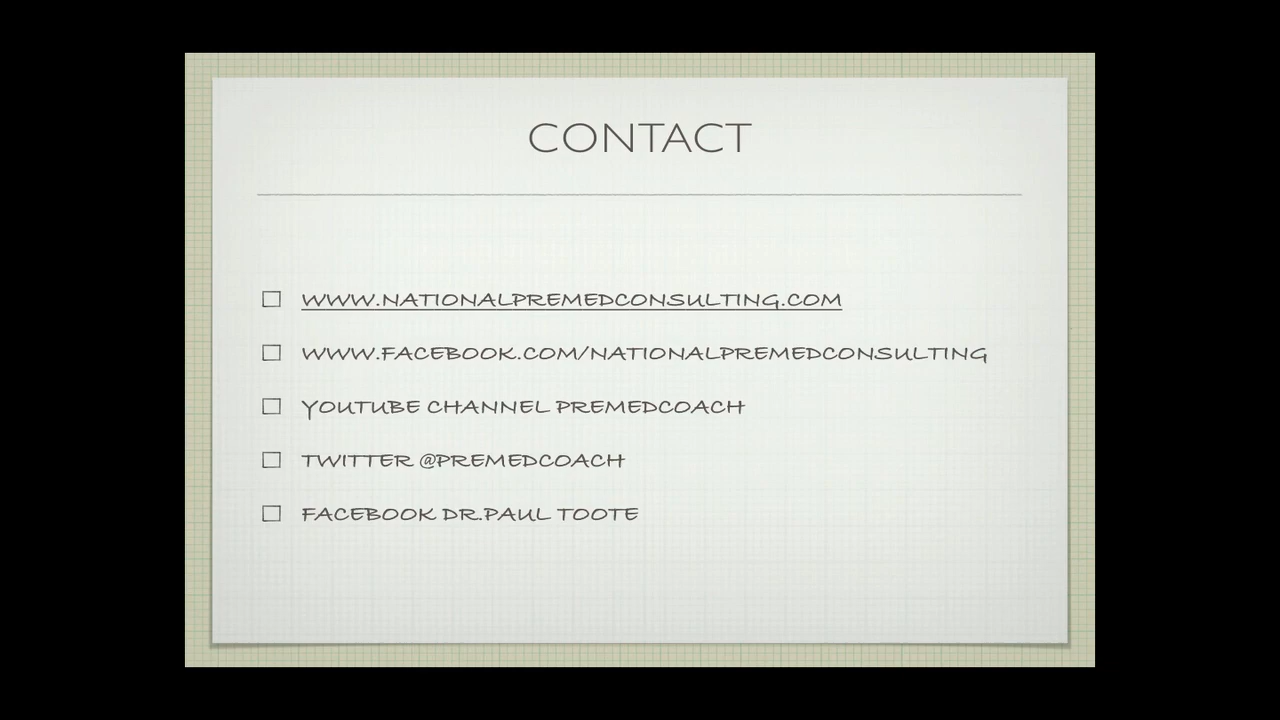 CONTACT
WWW.NATIONALPREMEDCONSULTING.COM
WWW.FACEBOOK.COM/NATIONALPREMEDCONSULTING
YOUTUBE CHANNEL PREMEDCOACH
TWITTER @PREMEDCOACH
FACEBOOK DR.PAUL TOOTE